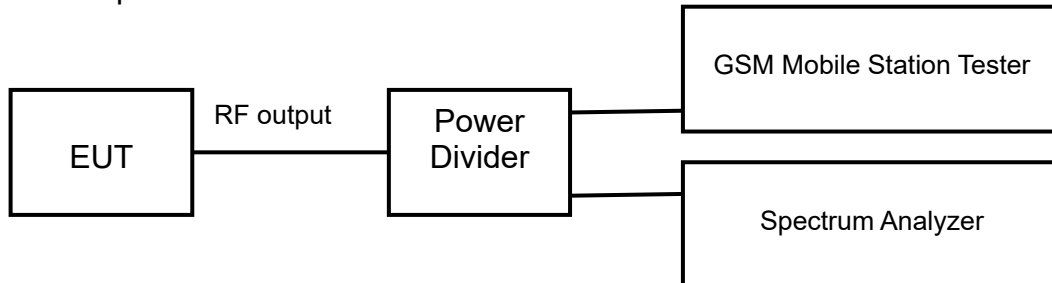 EUT
RF output
Power
Divider
GSM Mobile Station Tester
Spectrum Analyzer